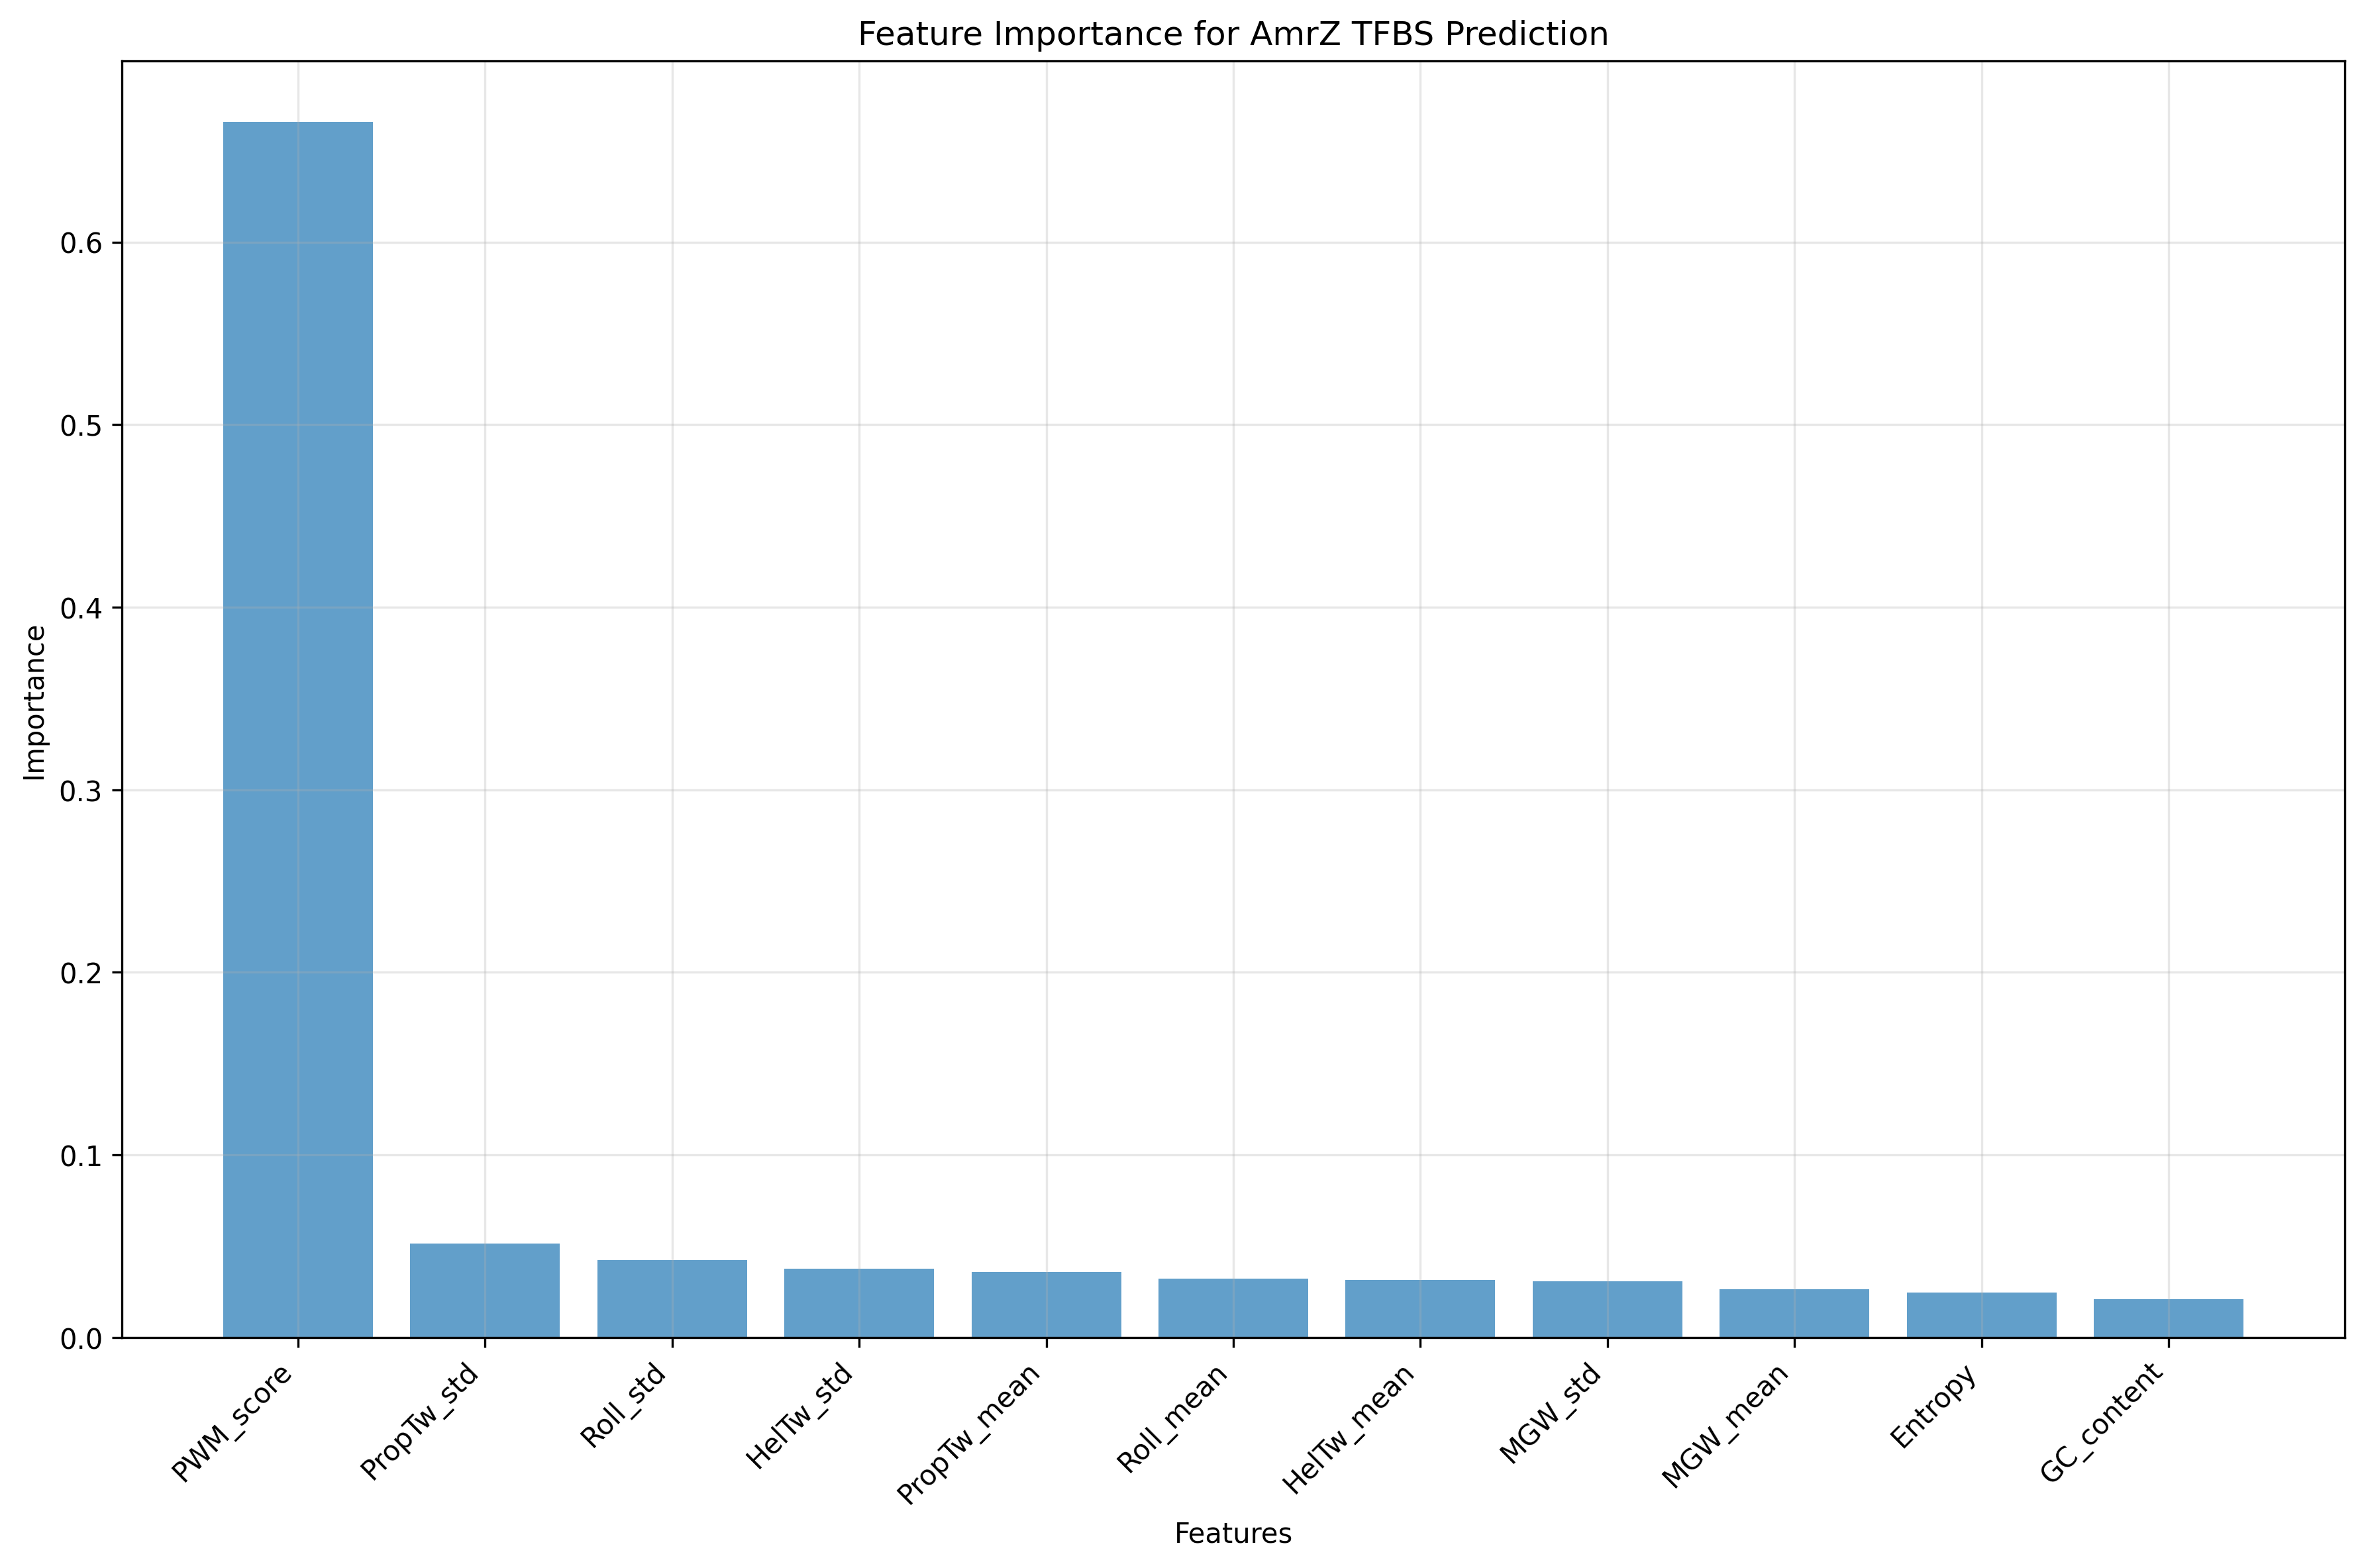 Feature Importance for AmrZ TFBS Prediction
Importance
0.6
0.5
0.4
0.3
0.2
0.1
0.0
PWM_score
PropTw_std
Roll_std
HelTw_std
PropTw_mean
Roll_mean
HelTw_mean
MGW_std
MGW_mean
Entropy
GC_content
Features